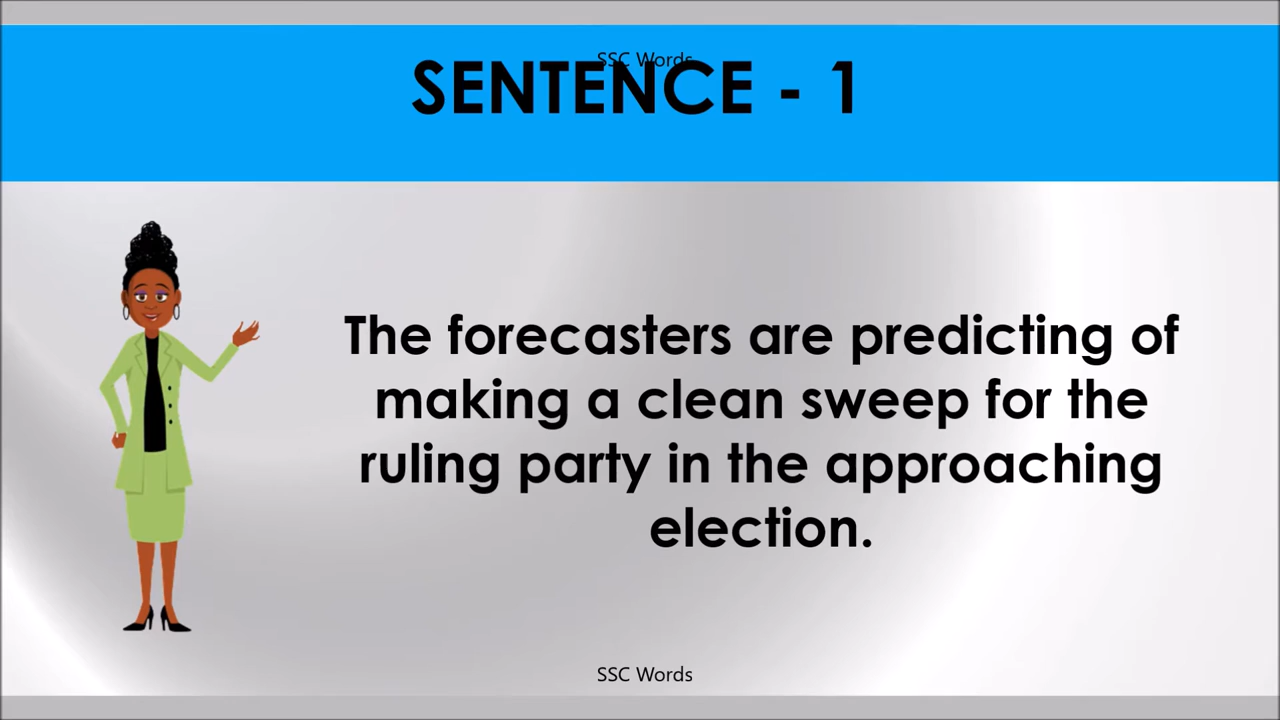 SSC Words
SENTENCE - 1
The forecasters are predicting of
making a clean sweep for the
ruling party in the approaching
election.
SSC Words